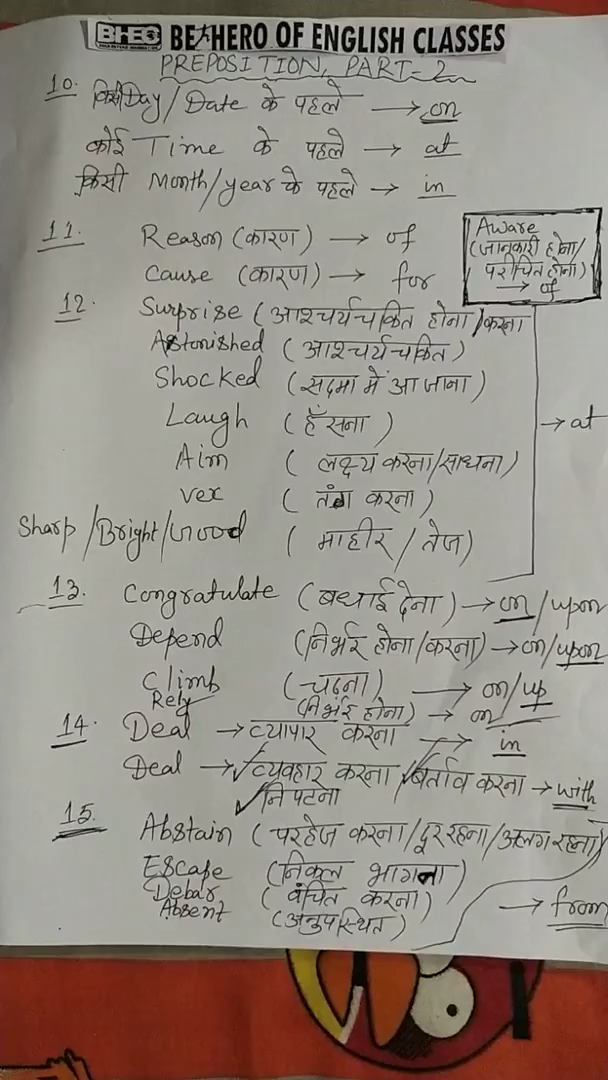 BHEC BE A HERO OF ENGLISH CLASSES
PREPOSITION, PART-2
10. किसी Day/Date के पहले → on
कोई Time के पहले → at
किसी Month/year के पहले → in
11. Reason (कारण) → of
Cause (कारण) → for
Aware
(जानकारी होना/
परीचित होना)
→ of
12. Surprise (आश्चर्यचकित होना/करना
Astonished (आश्चर्यचकित)
Shocked (सदमा में आ जाना)
Laugh (हँसना) → at
Aim (लक्ष्य करना/साधना)
vex (तंग करना)
Sharp/Bright/Good (माहीर/तेज)
13. Congratulate (बधाई देना) → on/upon
Depend (निर्भर होना/करना) → on/upon
Climb (चढ़ना) → on/up
Rely (निर्भर होना) → on
14. Deal → व्यापार करना → in
Deal → व्यवहार करना/बर्ताव करना → with
निपटना
15. Abstain (परहेज करना/दूर रहना/अलग रहना)
Escape (निकल भागना)
Debar (वंचित करना) → from
Absent (अनुपस्थित)